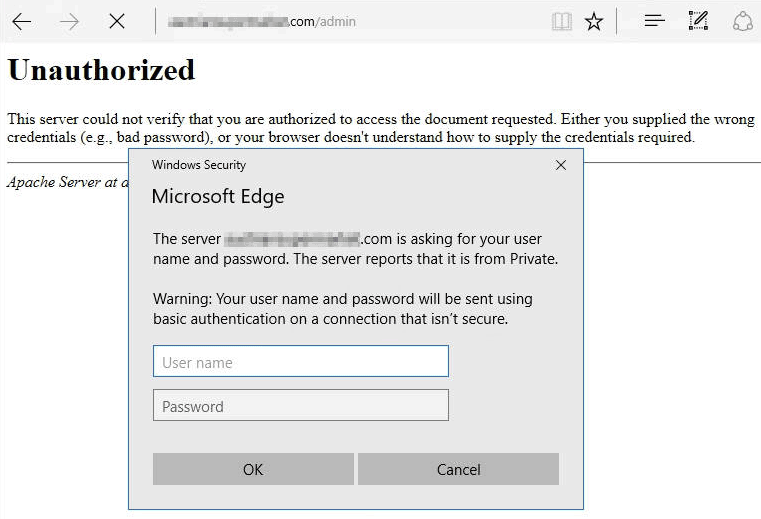 .com/admin
Unauthorized
This server could not verify that you are authorized to access the document requested. Either you supplied the wrong
credentials (e.g., bad password), or your browser doesn't understand how to supply the credentials required.
Apache Server at
Windows Security
Microsoft Edge
The server .com is asking for your user
name and password. The server reports that it is from Private.
Warning: Your user name and password will be sent using
basic authentication on a connection that isn't secure.
User name
Password
OK Cancel